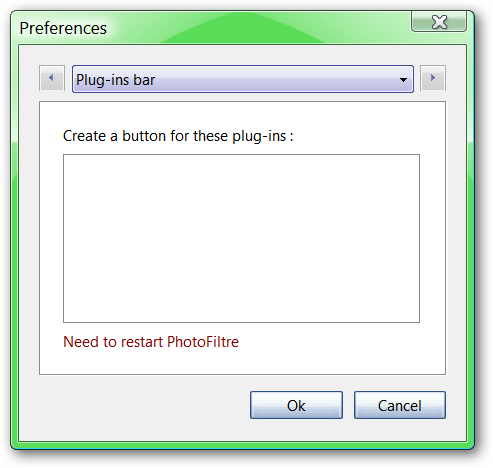 Preferences
Plug-ins bar
Create a button for these plug-ins :
Need to restart PhotoFiltre
Ok
Cancel